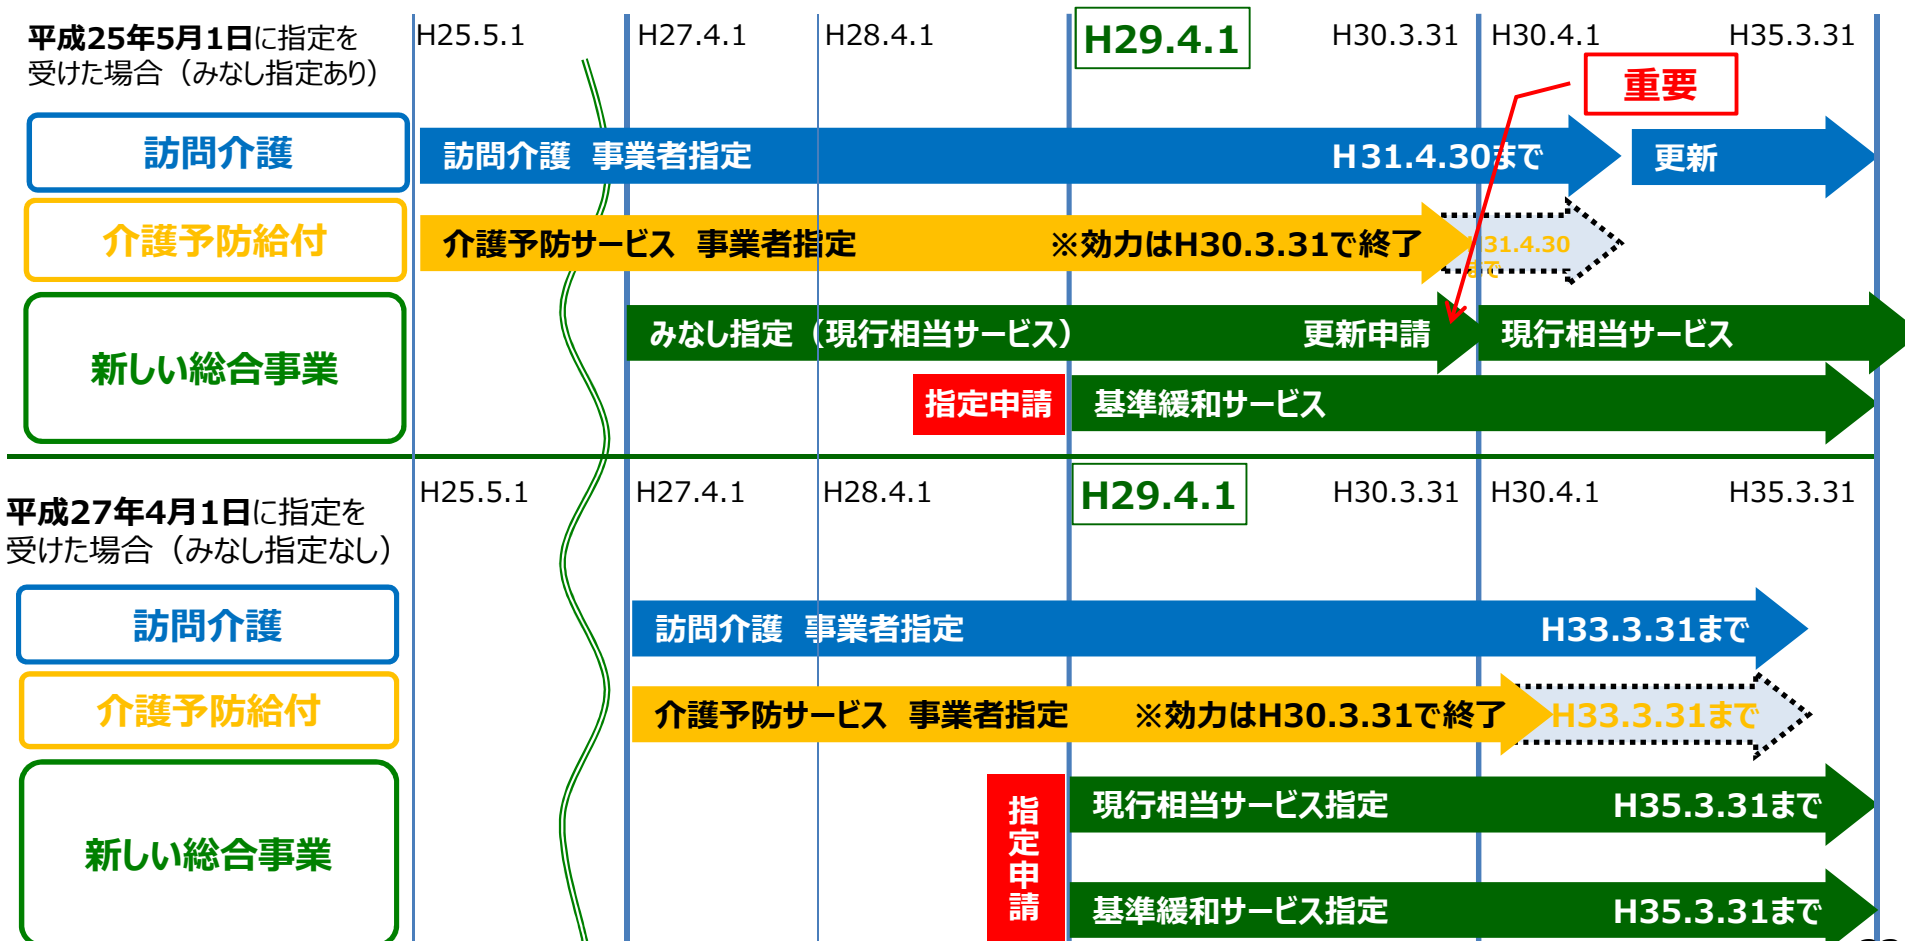 平成25年5月1日に指定を
受けた場合（みなし指定あり）
H25.5.1
H27.4.1
H28.4.1
H29.4.1
H30.3.31
H30.4.1
H35.3.31
重要
訪問介護
訪問介護 事業者指定
H31.4.30まで
更新
介護予防給付
介護予防サービス 事業者指定
※効力はH30.3.31で終了
31.4.30
まで
新しい総合事業
みなし指定（現行相当サービス）
更新申請
現行相当サービス
指定申請
基準緩和サービス
平成27年4月1日に指定を
受けた場合（みなし指定なし）
H25.5.1
H27.4.1
H28.4.1
H29.4.1
H30.3.31
H30.4.1
H35.3.31
訪問介護
訪問介護 事業者指定
H33.3.31まで
介護予防給付
介護予防サービス 事業者指定
※効力はH30.3.31で終了
H33.3.31まで
新しい総合事業
指定申請
現行相当サービス指定
H35.3.31まで
基準緩和サービス指定
H35.3.31まで